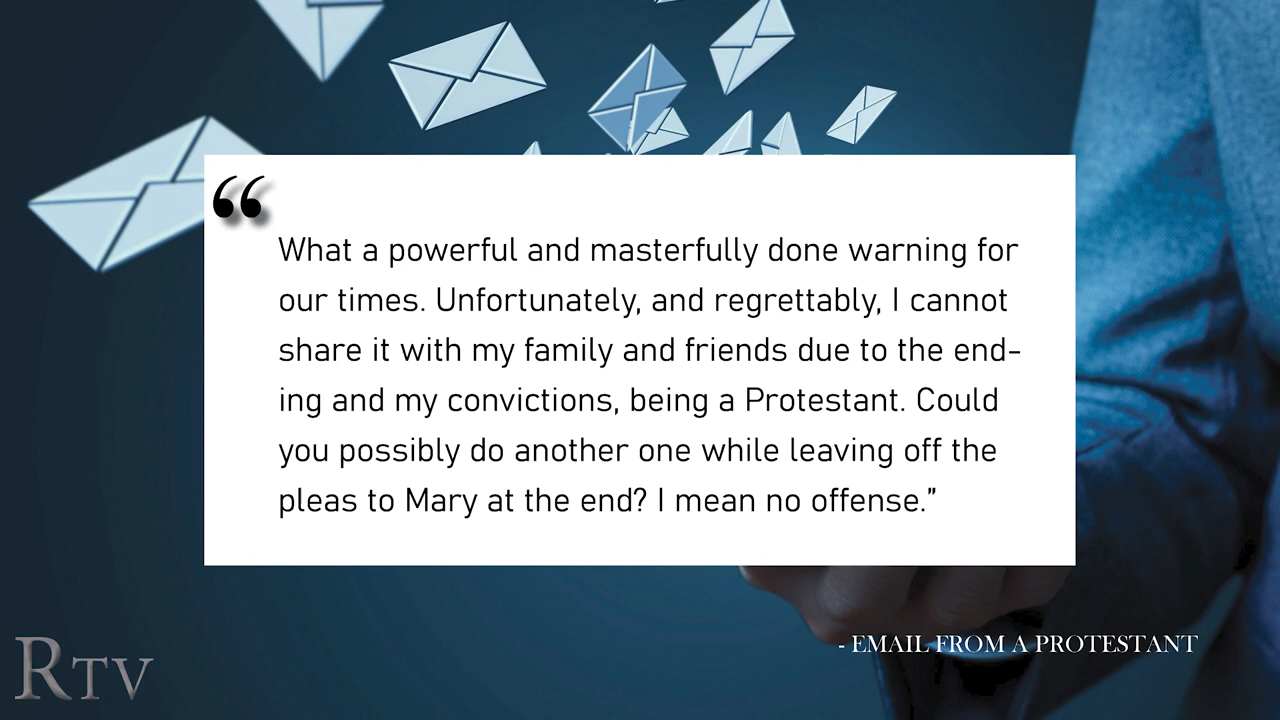 “
What a powerful and masterfully done warning for
our times. Unfortunately, and regrettably, I cannot
share it with my family and friends due to the end-
ing and my convictions, being a Protestant. Could
you possibly do another one while leaving off the
pleas to Mary at the end? I mean no offense.”
- EMAIL FROM A PROTESTANT
RTV